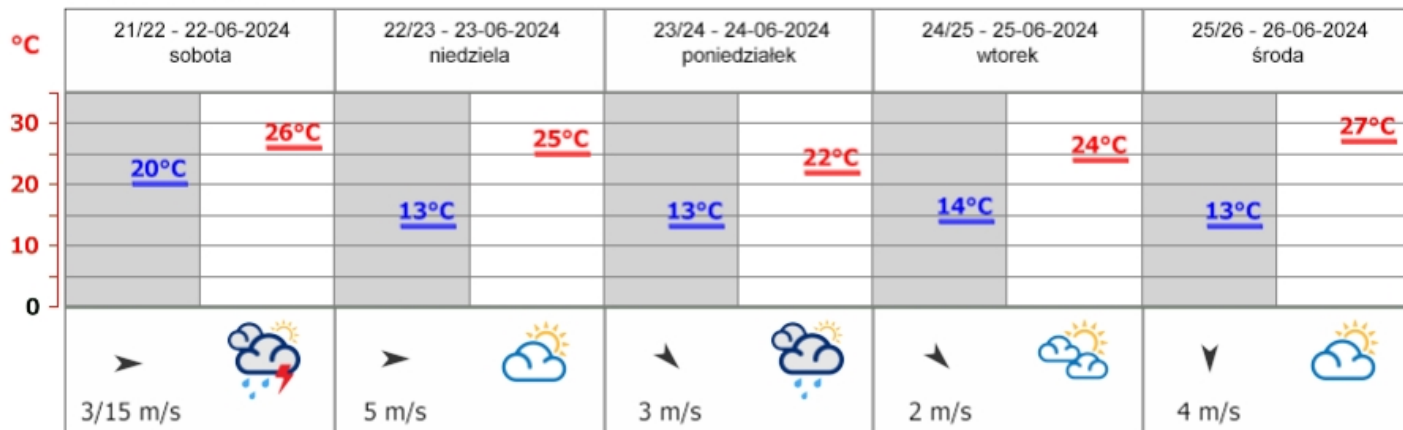 °C
21/22 - 22-06-2024
sobota
22/23 - 23-06-2024
niedziela
23/24 - 24-06-2024
poniedziałek
24/25 - 25-06-2024
wtorek
25/26 - 26-06-2024
środa
30
20
10
0
20°C
26°C
13°C
25°C
13°C
22°C
14°C
24°C
13°C
27°C
3/15 m/s
5 m/s
3 m/s
2 m/s
4 m/s